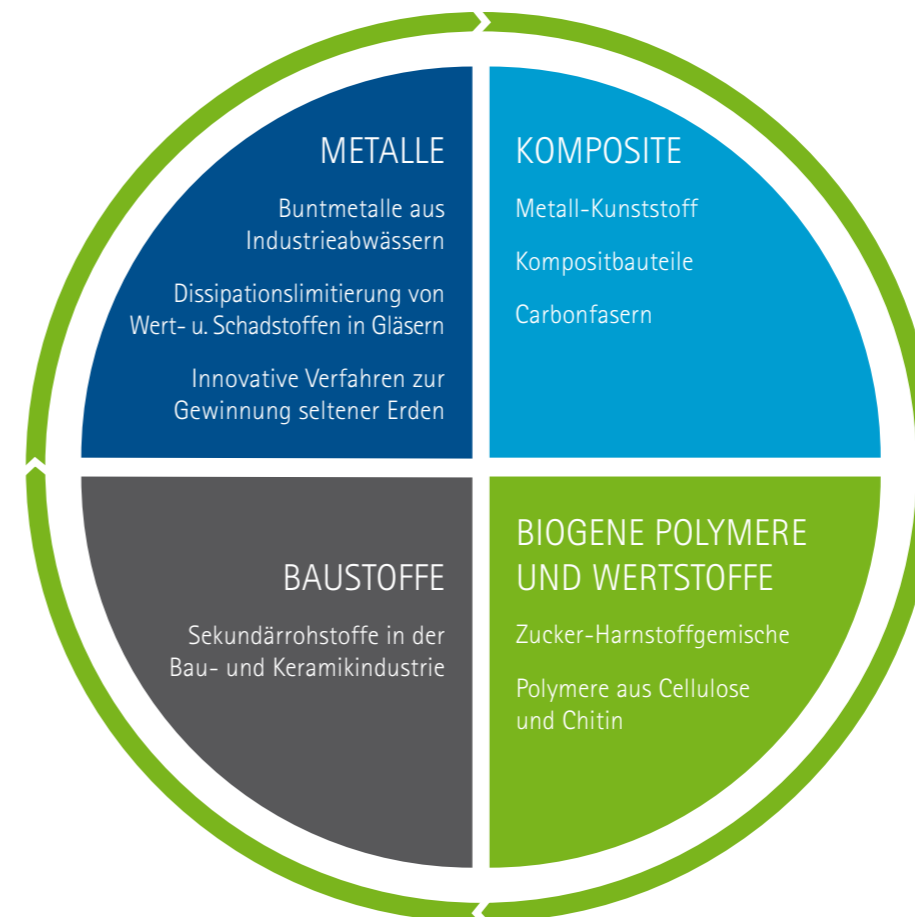 METALLE
Buntmetalle aus
Industrieabwässern
Dissipationslimitierung von
Wert- u. Schadstoffen in Gläsern
Innovative Verfahren zur
Gewinnung seltener Erden
KOMPOSITE
Metall-Kunststoff
Kompositbauteile
Carbonfasern
BAUSTOFFE
Sekundärrohstoffe in der
Bau- und Keramikindustrie
BIOGENE POLYMERE
UND WERTSTOFFE
Zucker-Harnstoffgemische
Polymere aus Cellulose
und Chitin